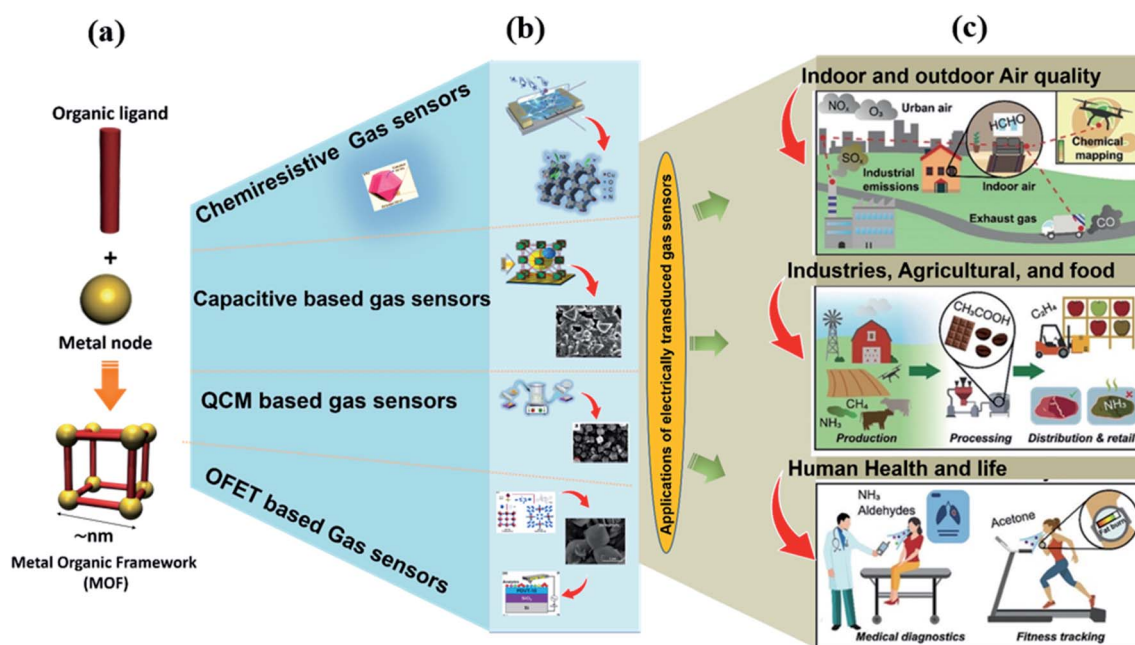 (a)
Organic ligand
+
Metal node
~nm
Metal Organic Framework
(MOF)
(b)
Chemiresistive Gas sensors
Capacitive based gas sensors
QCM based gas sensors
OFET based Gas sensors
Applications of electrically transduced gas sensors
(c)
Indoor and outdoor Air quality
NOₓ
O₃
Urban air
HCHO
Chemical
mapping
SOₓ
Industrial
emissions
Indoor air
Exhaust gas
CO
Industries, Agricultural, and food
CH₃COOH
C₂H₄
CH₄
NH₃
NH₃
Production
Processing
Distribution & retail
Human Health and life
NH₃
Aldehydes
Acetone
Fat Burn
Medical diagnostics
Fitness tracking